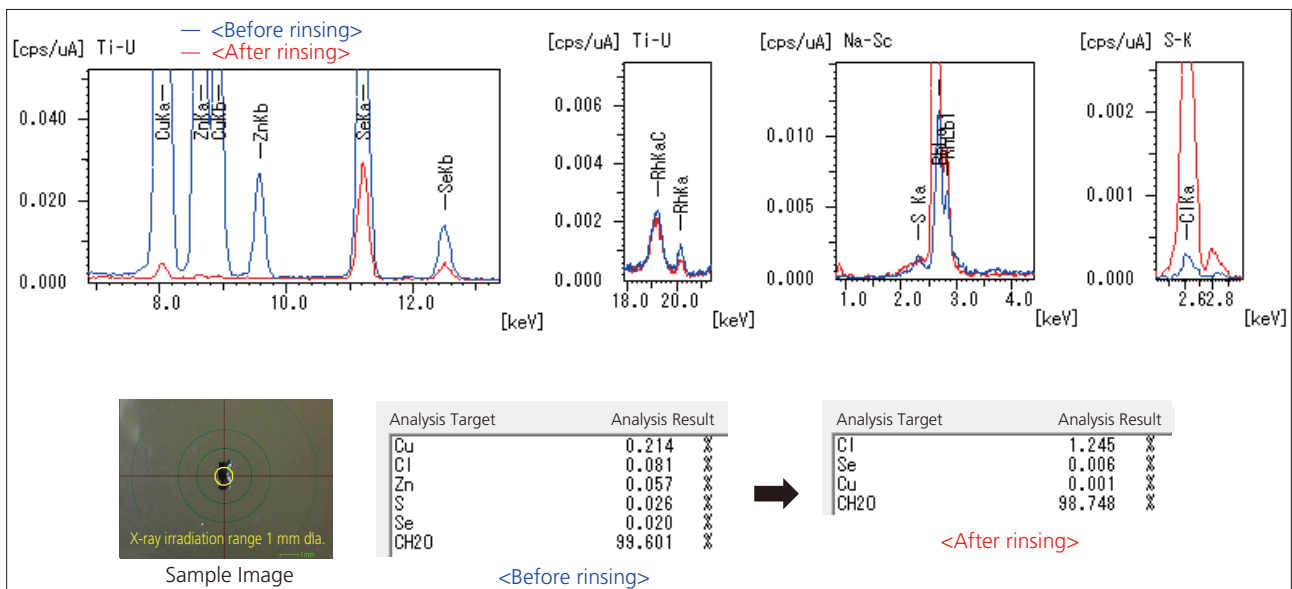 — <Before rinsing>
— <After rinsing>
[cps/uA] Ti-U
0.040
0.020
0.000
CuKa
ZnKa
CuKb
ZnKb
SeKa
SeKb
8.0 10.0 12.0
[keV]
[cps/uA] Ti-U
0.006
0.004
0.002
0.000
RhKaC
RhKa
18.0 19.0 20.0
[keV]
[cps/uA] Na-Sc
0.010
0.005
0.000
S Ka
RhLb1
1.0 2.0 3.0 4.0
[keV]
[cps/uA] S-K
0.002
0.001
0.000
ClKa
2.6 2.8
[keV]
X-ray irradiation range 1 mm dia.
1mm
Sample Image
Analysis Target Analysis Result
Cu 0.214 %
Cl 0.081 %
Zn 0.057 %
S 0.026 %
Se 0.020 %
CH2O 99.601 %
<Before rinsing>
Analysis Target Analysis Result
Cl 1.245 %
Se 0.006 %
Cu 0.001 %
CH2O 98.748 %
<After rinsing>